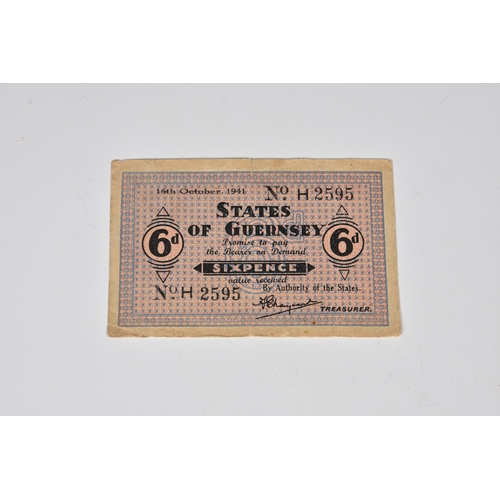 16th October, 1941 No. H 2595
STATES
OF GUERNSEY
6d Promise to pay 6d
the Bearer on Demand
SIXPENCE
value received
No. H 2595 By Authority of the States.
TREASURER.